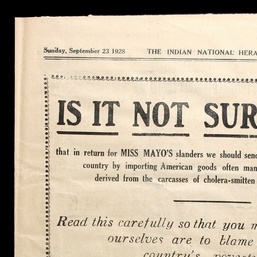 Sunday, September 23 1928 THE INDIAN NATIONAL HERA
IS IT NOT SUR
that in return for MISS MAYO'S slanders we should send
country by importing American goods often man
derived from the carcasses of cholera-smitten
Read this carefully so that you m
ourselves are to blame
country's